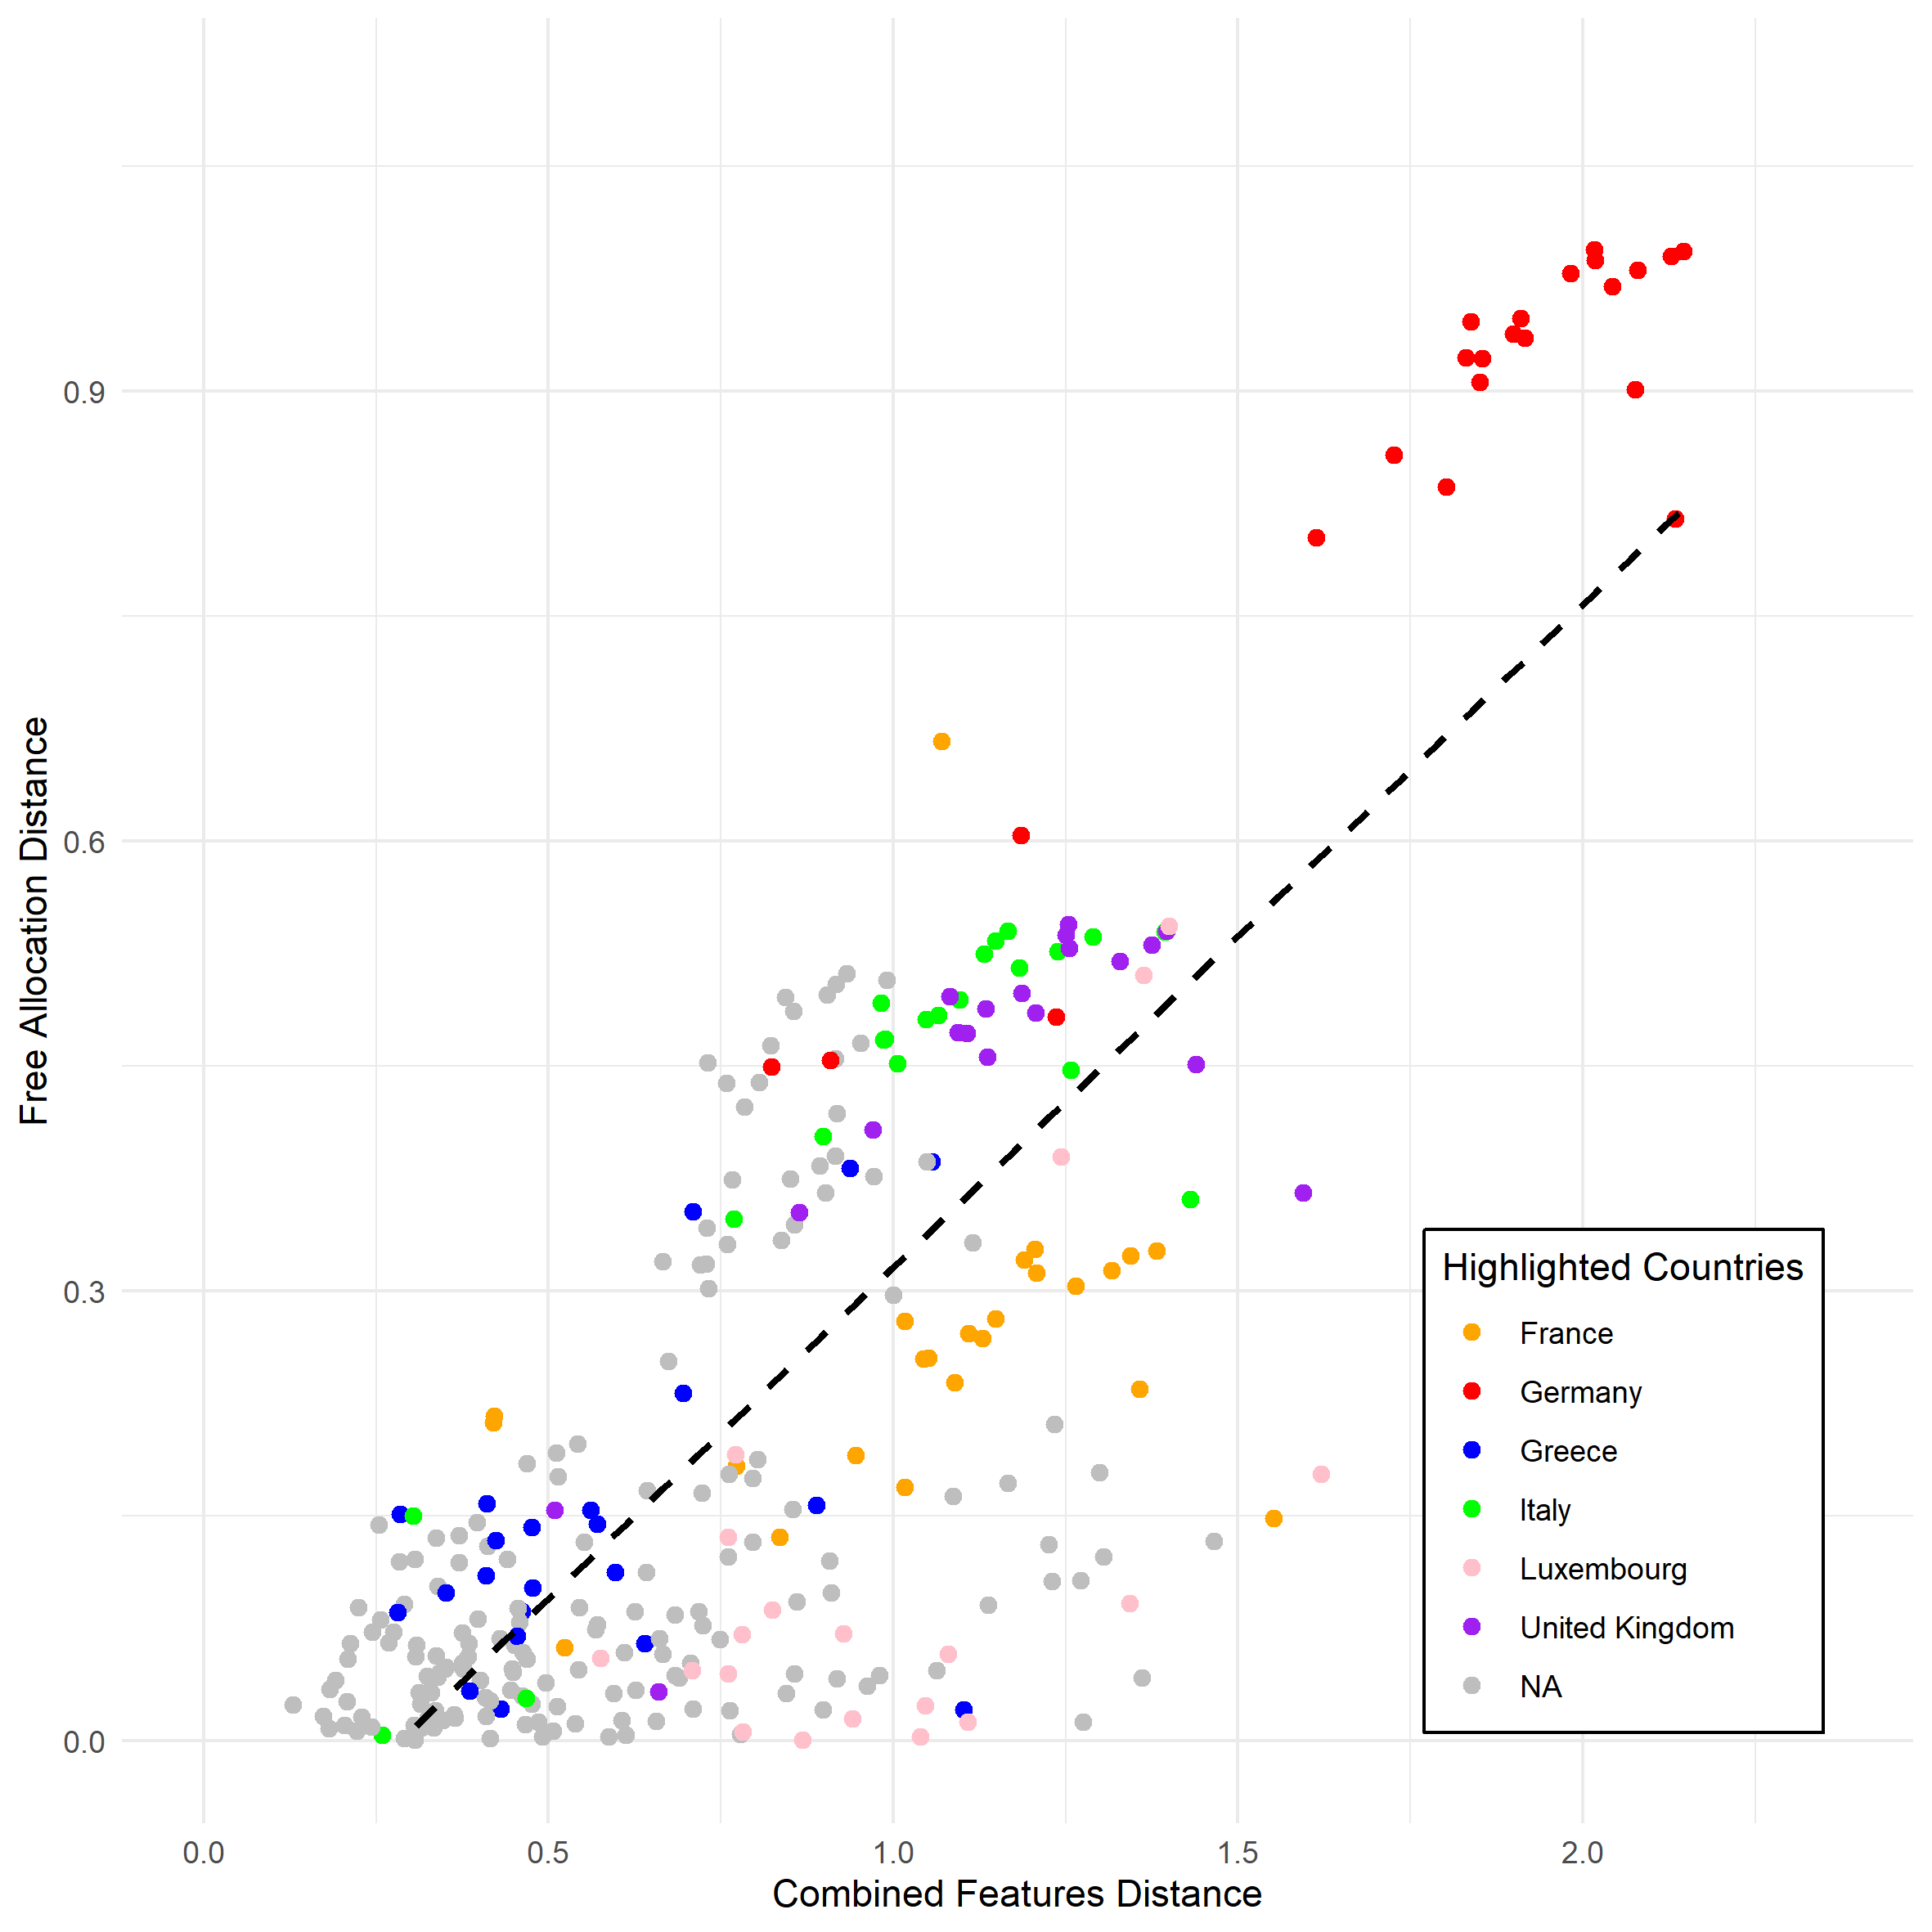 0.9
0.6
0.3
0.0
Free Allocation Distance
0.0 0.5 1.0 1.5 2.0
Combined Features Distance
Highlighted Countries
France
Germany
Greece
Italy
Luxembourg
United Kingdom
NA